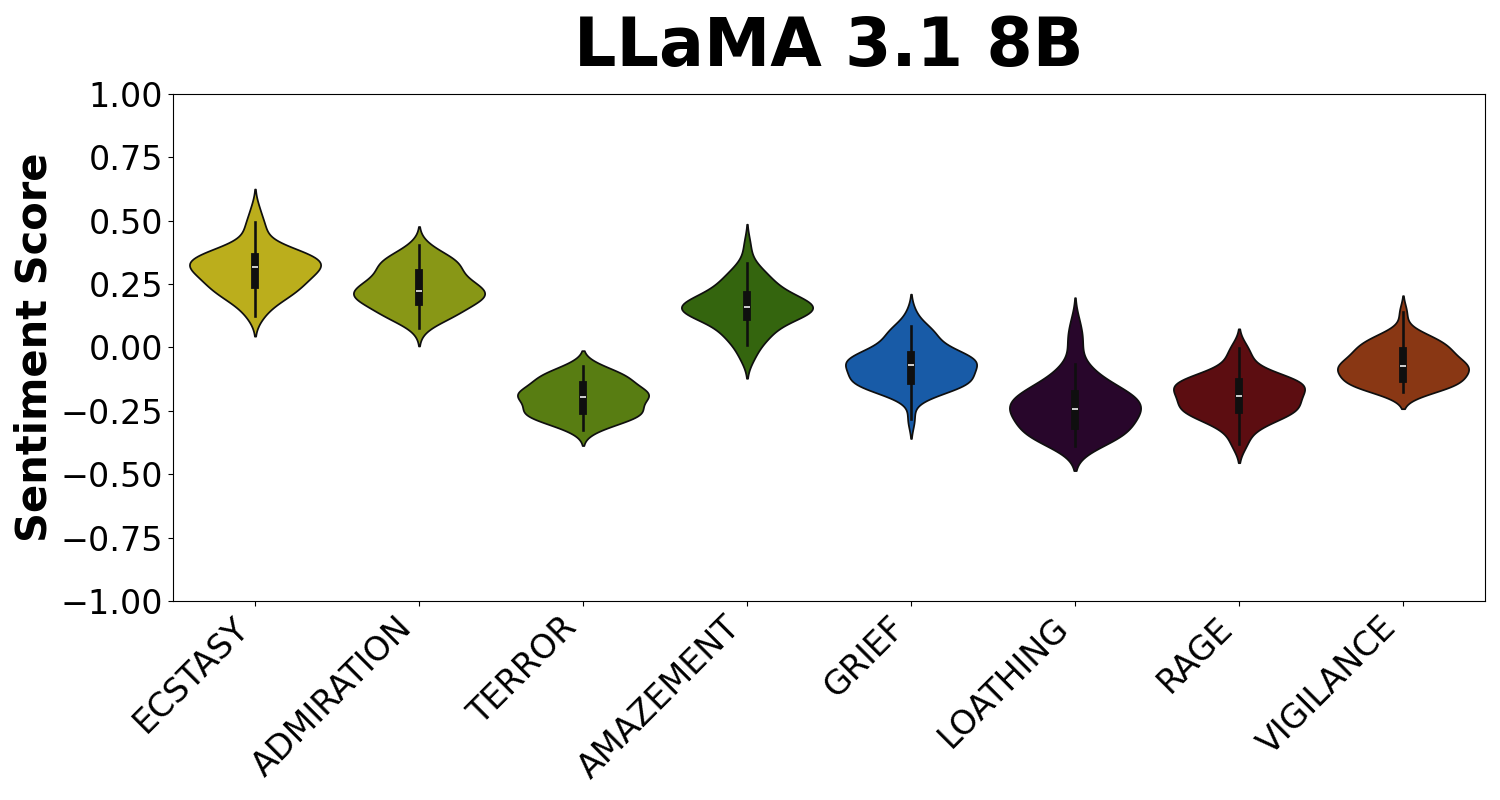 LLaMA 3.1 8B
Sentiment Score
1.00
0.75
0.50
0.25
0.00
−0.25
−0.50
−0.75
−1.00
ECSTASY
ADMIRATION
TERROR
AMAZEMENT
GRIEF
LOATHING
RAGE
VIGILANCE